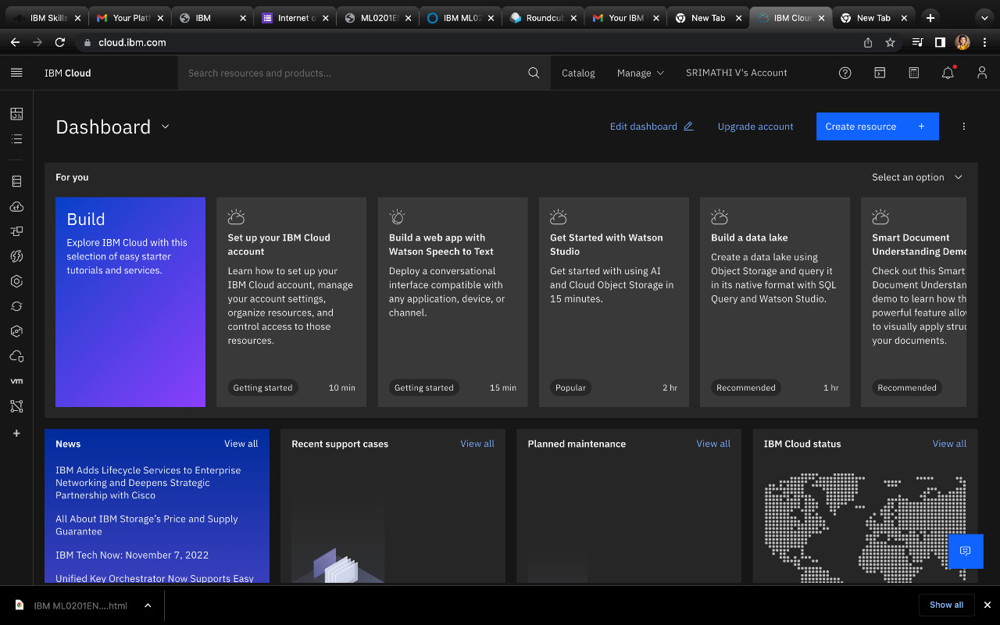 IBM Skills
Your Platf
IBM
Internet o
ML0201EN
IBM ML02
Roundcub
Your IBM
New Tab
IBM Cloud
New Tab
cloud.ibm.com
IBM Cloud
Search resources and products...
Catalog
Manage
SRIMATHI V's Account
Dashboard
Edit dashboard
Upgrade account
Create resource +
For you
Select an option
Build
Explore IBM Cloud with this
selection of easy starter
tutorials and services.
Set up your IBM Cloud
account
Learn how to set up your
IBM Cloud account, manage
your account settings,
organize resources, and
control access to those
resources.
Getting started
10 min
Build a web app with
Watson Speech to Text
Deploy a conversational
interface compatible with
any application, device, or
channel.
Getting started
15 min
Get Started with Watson
Studio
Get started with using AI
and Cloud Object Storage in
15 minutes.
Popular
2 hr
Build a data lake
Create a data lake using
Object Storage and query it
in its native format with SQL
Query and Watson Studio.
Recommended
1 hr
Smart Document
Understanding Demo
Check out this Smart
Document Understan
demo to learn how th
powerful feature allow
to visually apply struc
your documents.
Recommended
vm
News
View all
IBM Adds Lifecycle Services to Enterprise
Networking and Deepens Strategic
Partnership with Cisco
All About IBM Storage's Price and Supply
Guarantee
IBM Tech Now: November 7, 2022
Unified Key Orchestrator Now Supports Easy
Recent support cases
View all
Planned maintenance
View all
IBM Cloud status
View all
IBM ML0201EN....html
Show all